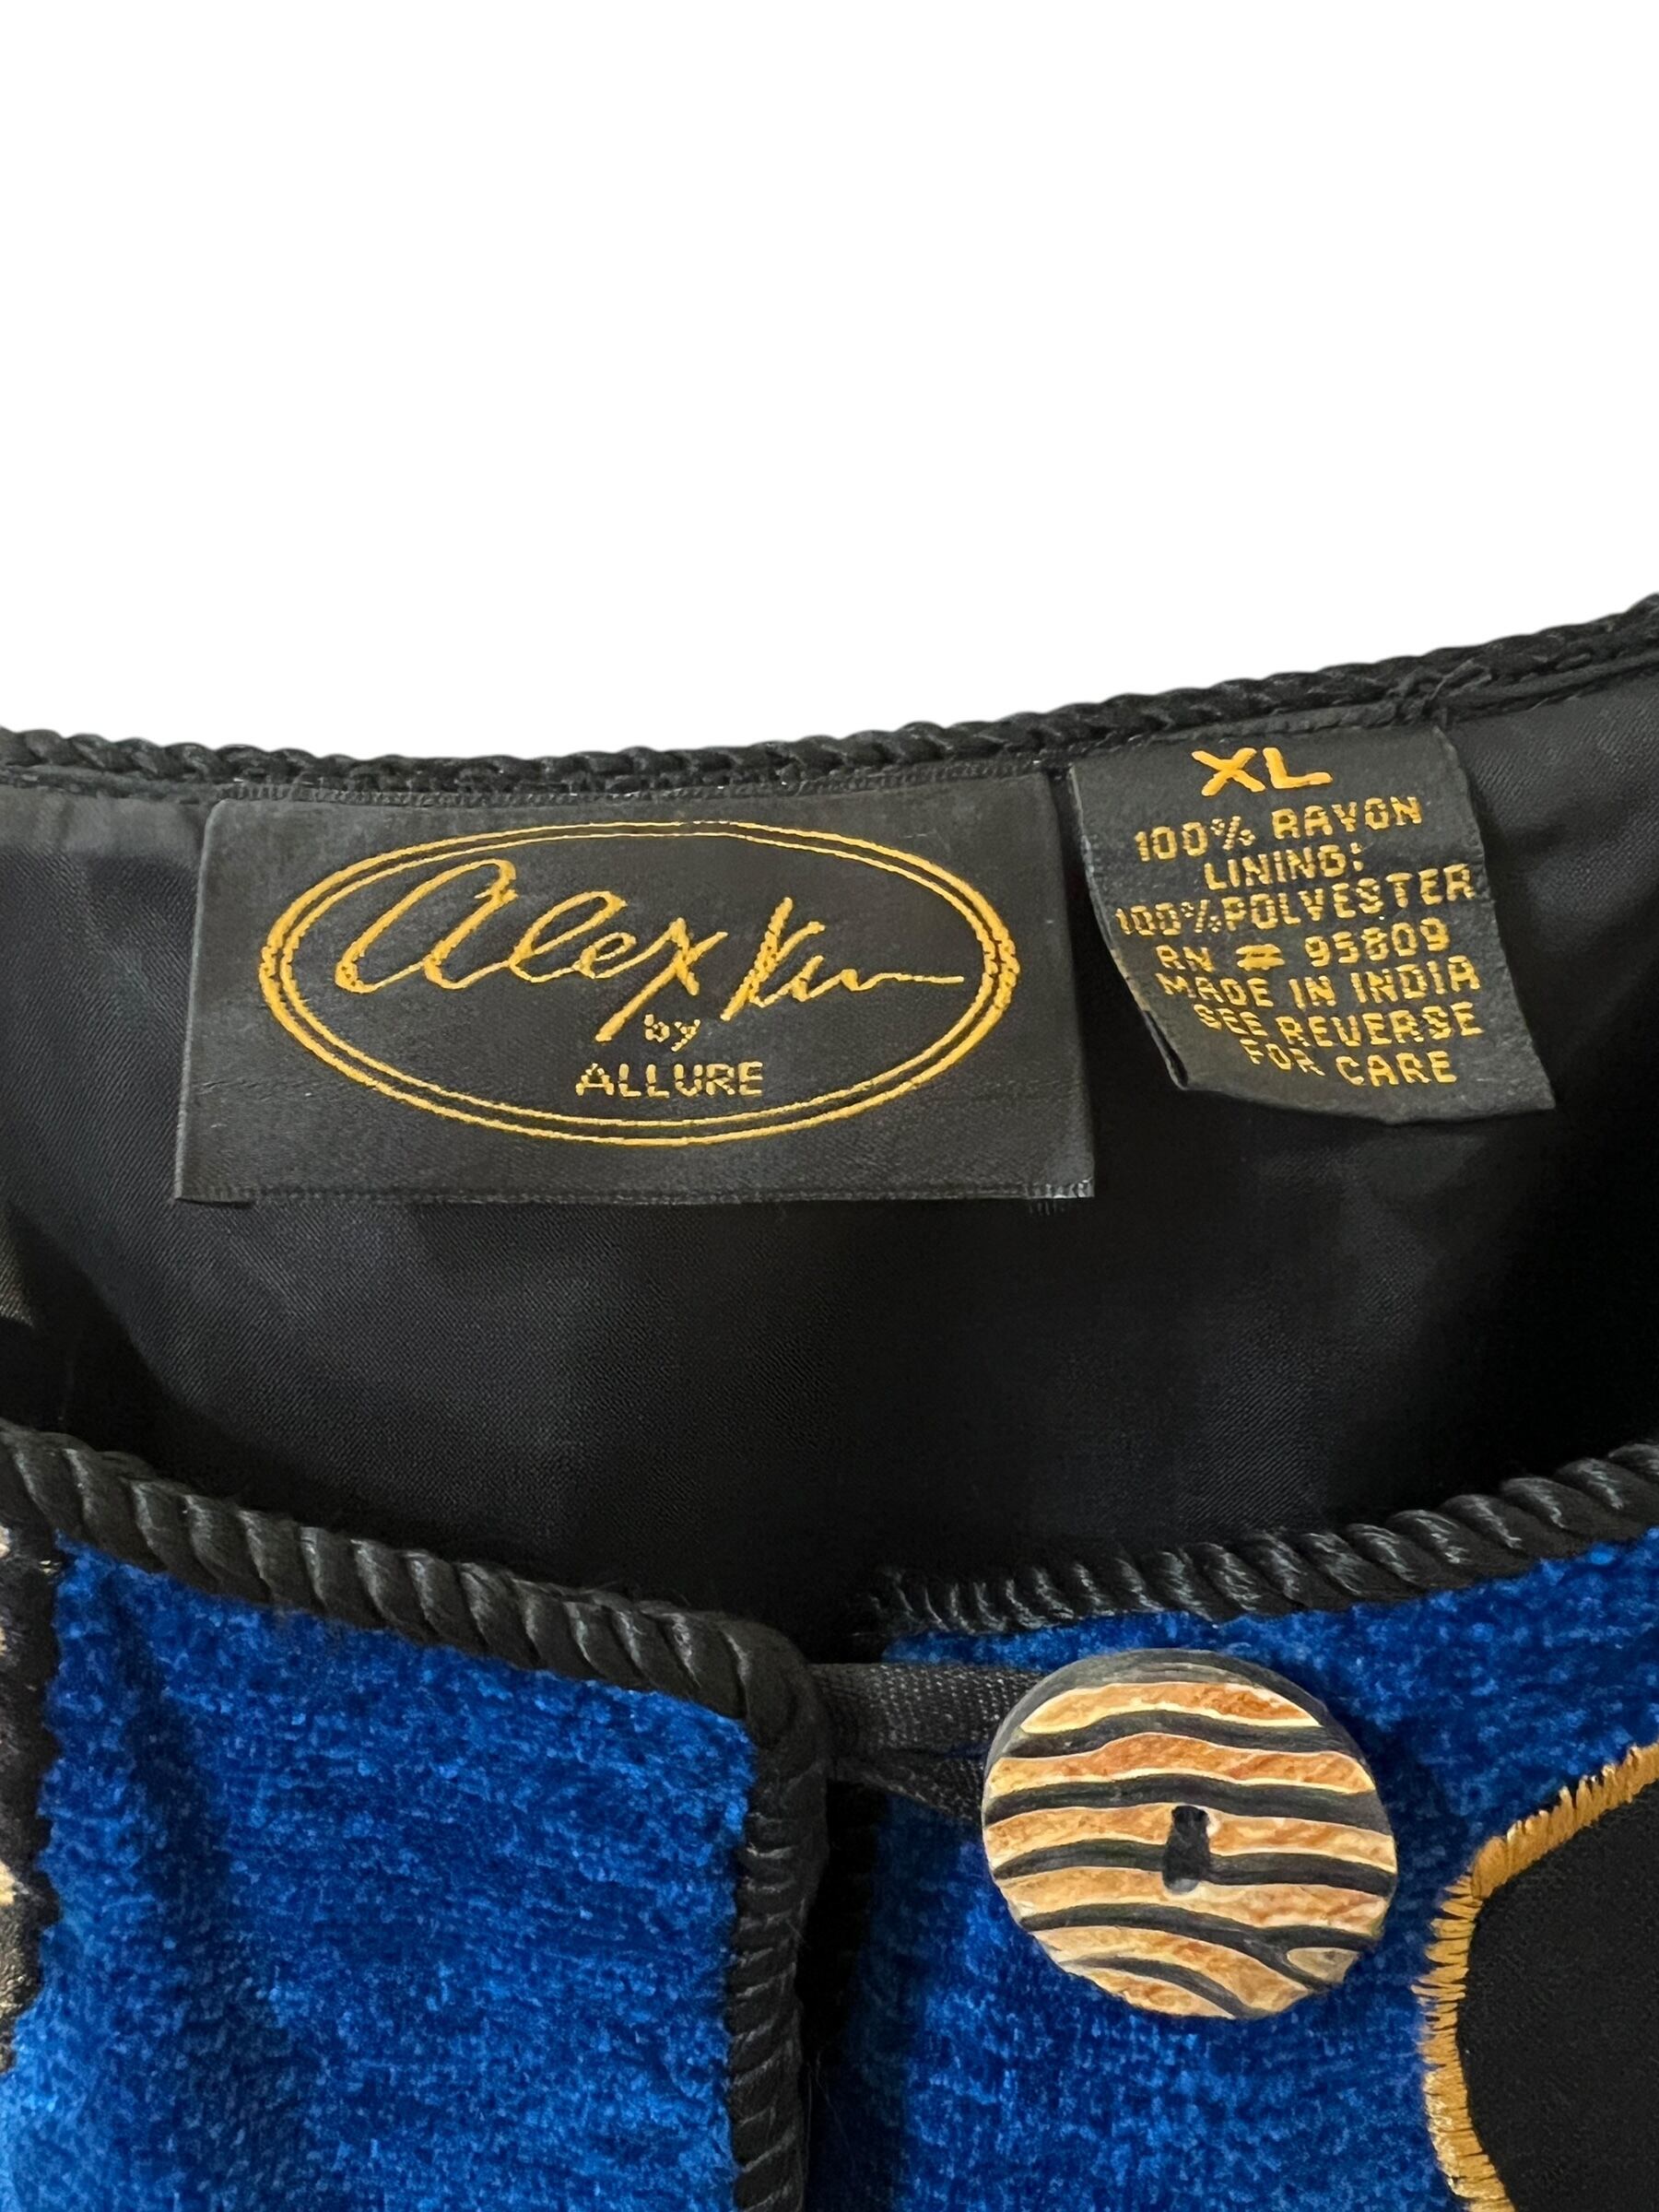 Alex Kim
by
ALLURE
XL
100% RAYON
LINING:
100% POLYESTER
RN # 95809
MADE IN INDIA
SEE REVERSE
FOR CARE